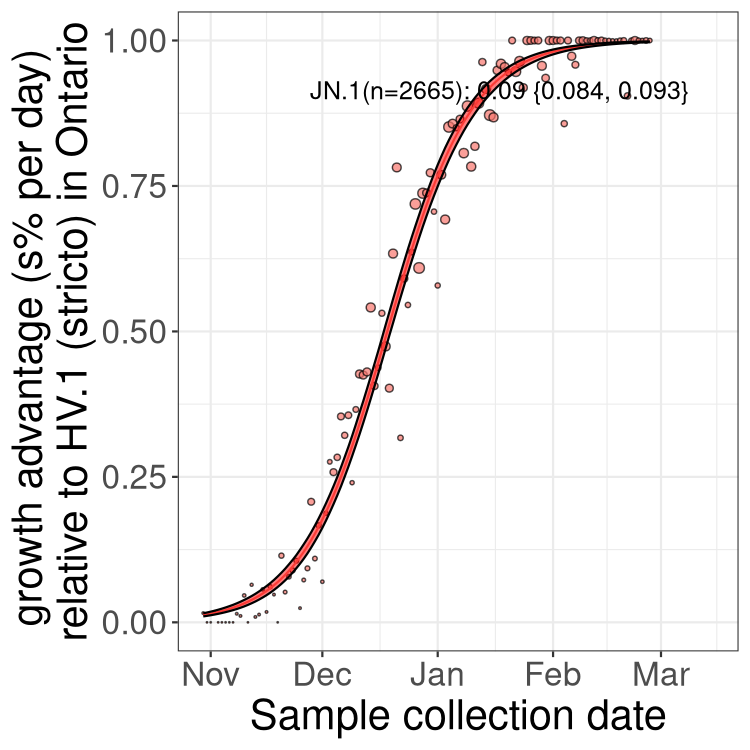 growth advantage (s% per day)
relative to HV.1 (stricto) in Ontario
1.00
0.75
0.50
0.25
0.00
JN.1(n=2665): 0.09 {0.084, 0.093}
Nov Dec Jan Feb Mar
Sample collection date